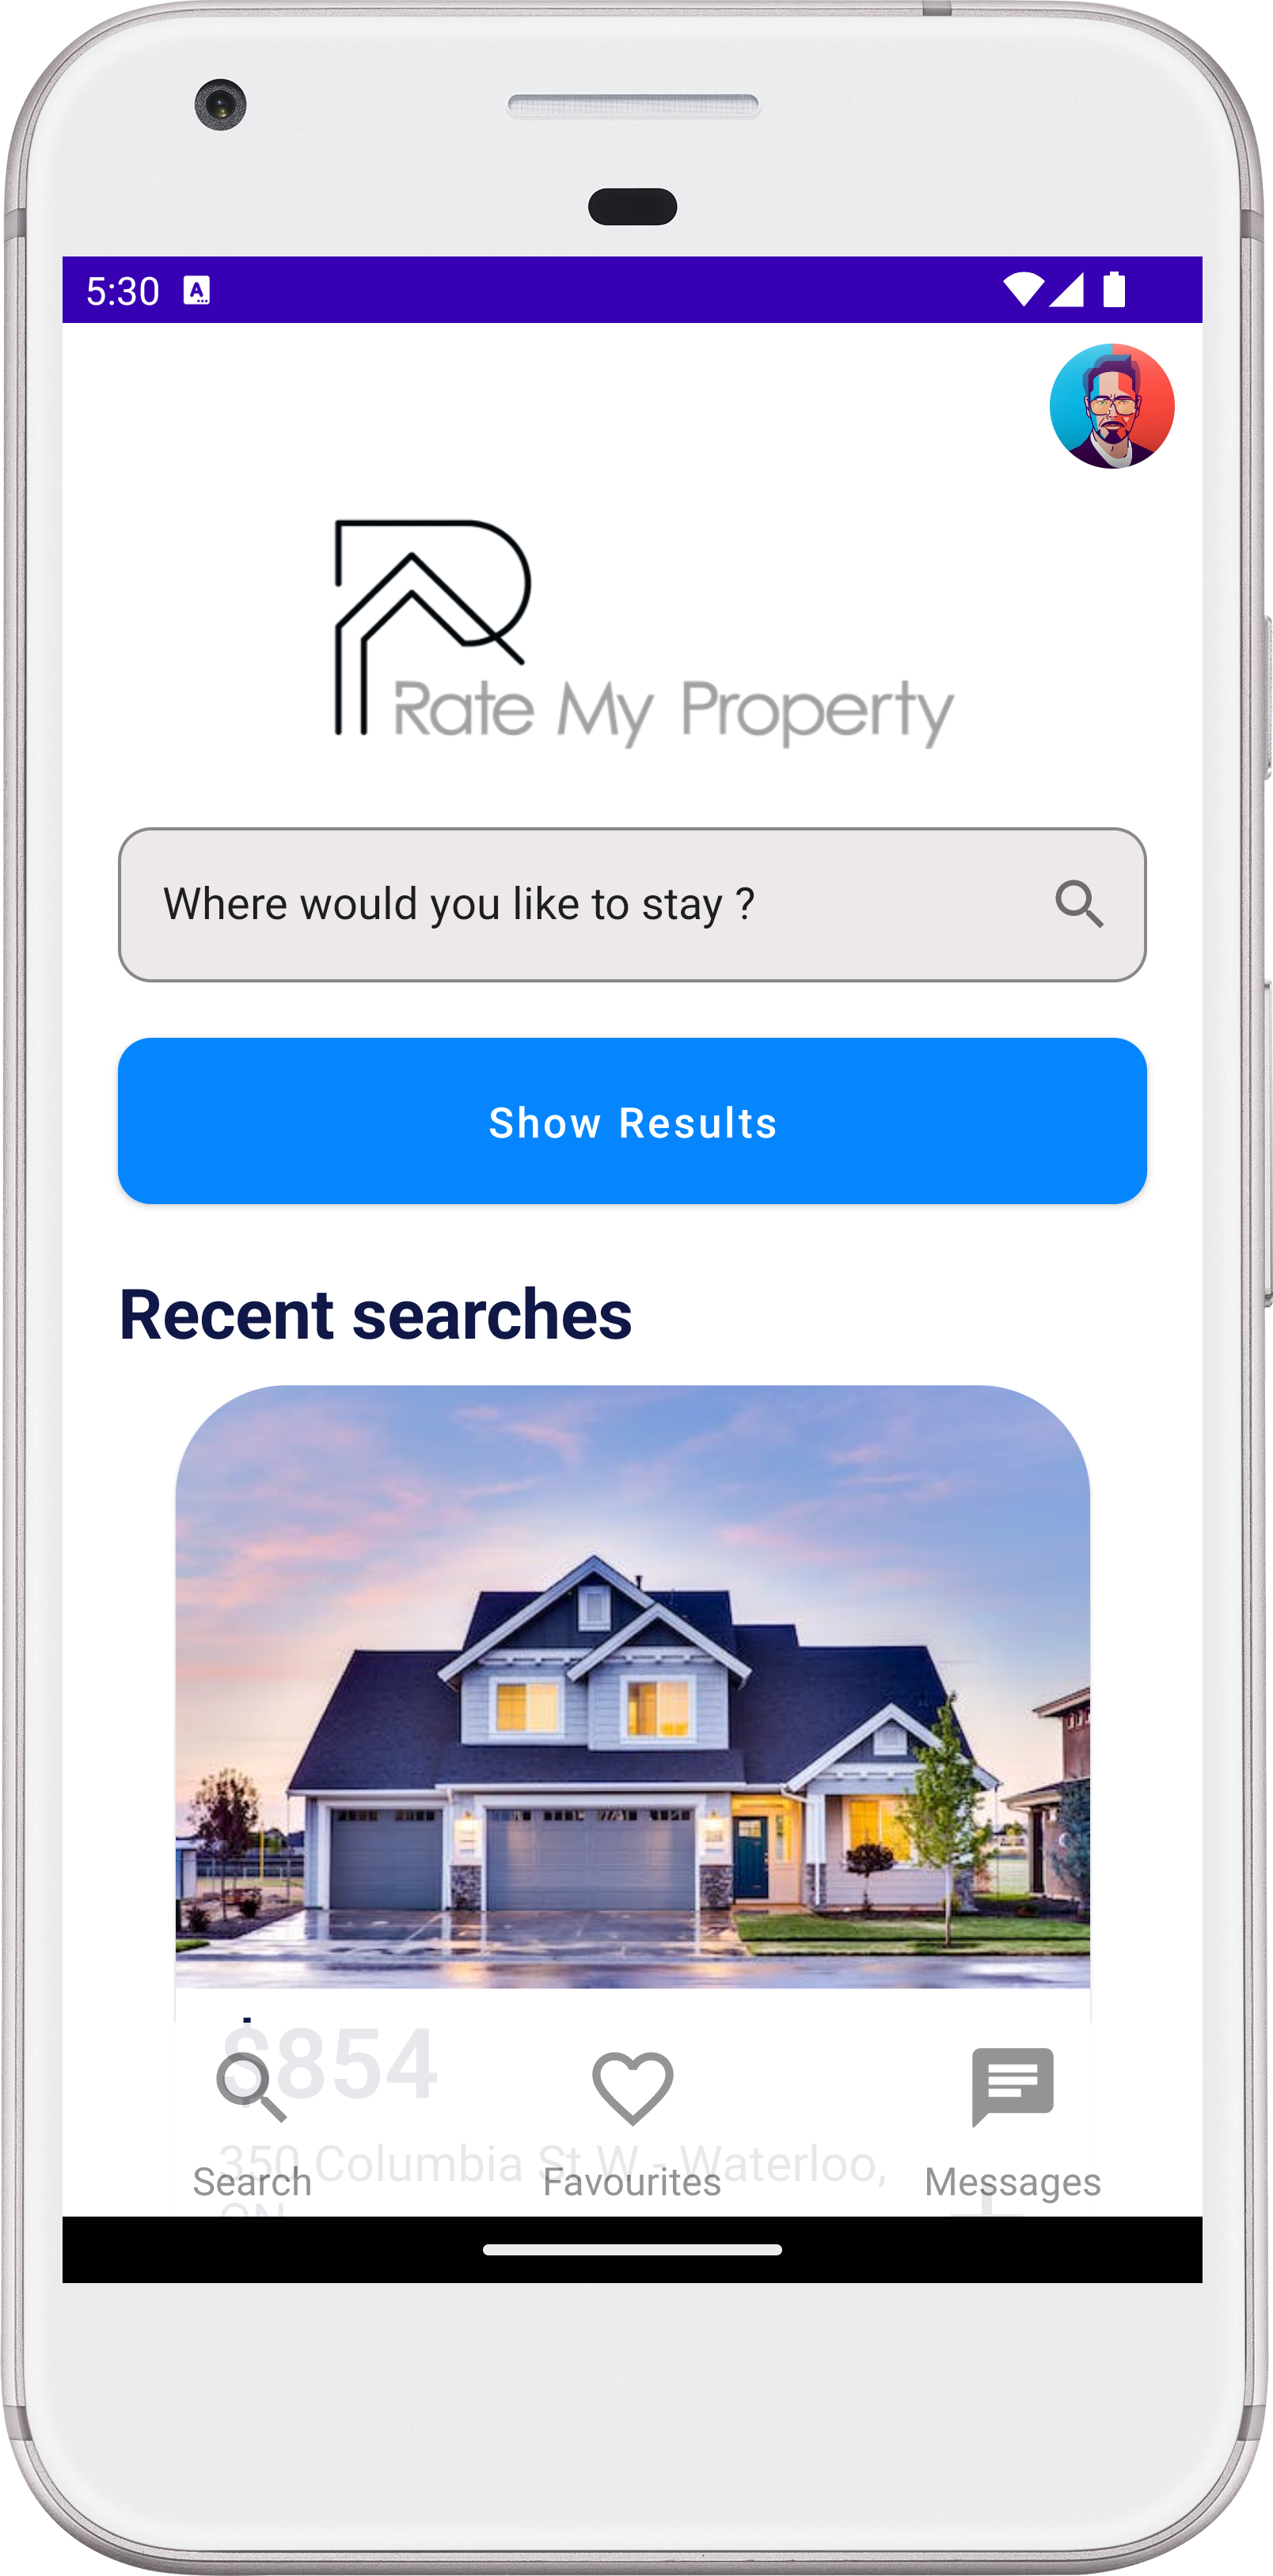 5:30 A
Rate My Property
Where would you like to stay ?
Show Results
Recent searches
$854
350 Columbia St W - Waterloo,
ON
Search Favourites Messages